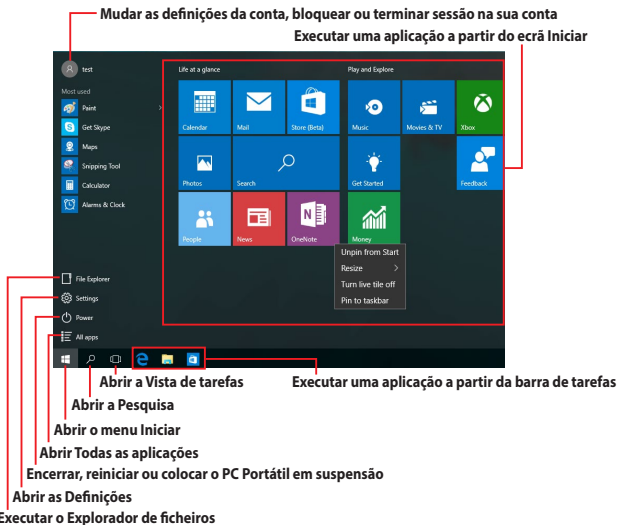 Mudar as definições da conta, bloquear ou terminar sessão na sua conta
Executar uma aplicação a partir do ecrã Iniciar
test
Life at a glance
Play and Explore
Most used
Paint
Get Skype
Maps
Snipping Tool
Calculator
Alarms & Clock
Calendar
Mail
Store (Beta)
Music
Movies & TV
Xbox
Photos
Search
Get Started
Feedback
People
News
OneNote
Money
Unpin from Start
Resize
Turn live tile off
Pin to taskbar
File Explorer
Settings
Power
All apps
Abrir a Vista de tarefas
Executar uma aplicação a partir da barra de tarefas
Abrir a Pesquisa
Abrir o menu Iniciar
Abrir Todas as aplicações
Encerrar, reiniciar ou colocar o PC Portátil em suspensão
Abrir as Definições
Executar o Explorador de ficheiros